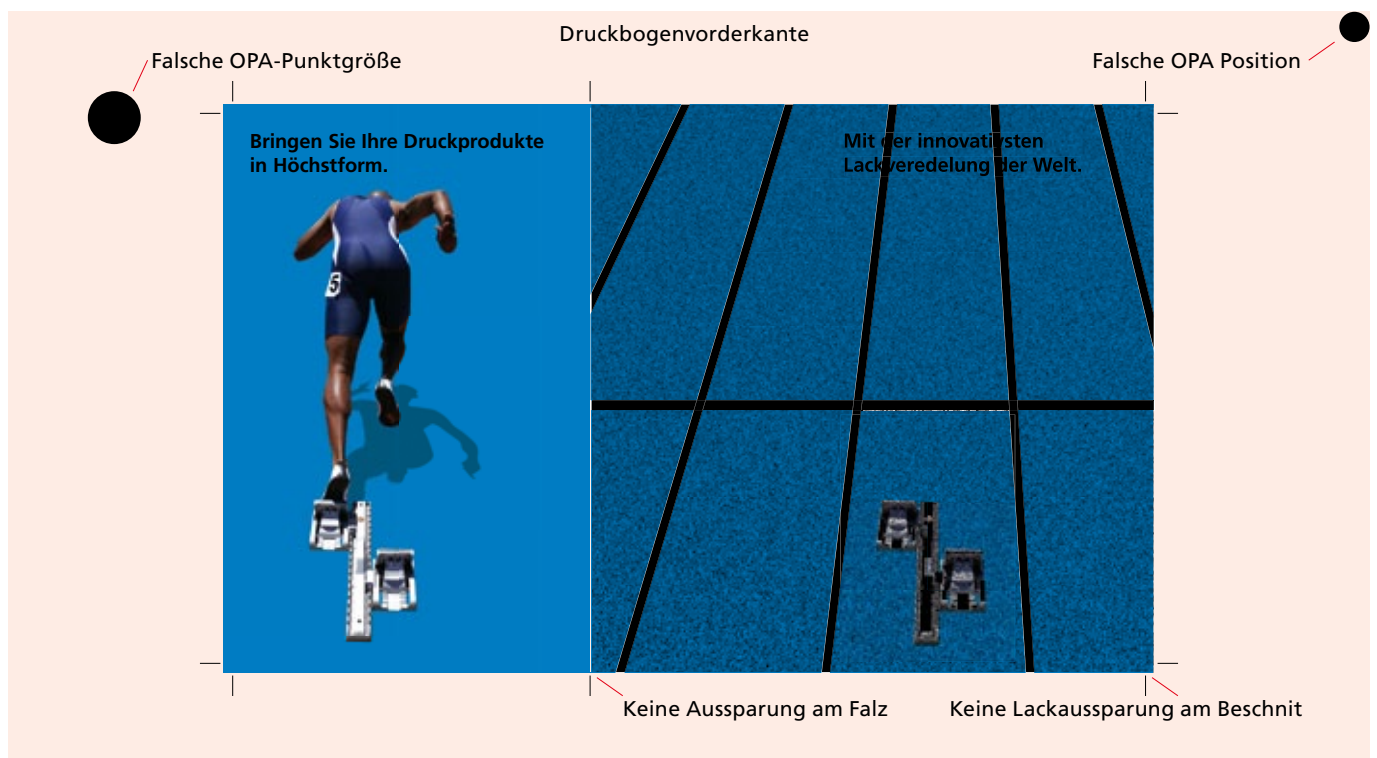 Druckbogenvorderkante
Falsche OPA-Punktgröße
Falsche OPA Position
Bringen Sie Ihre Druckprodukte
in Höchstform.
Mit der innovativsten
Lackveredelung der Welt.
5
Keine Aussparung am Falz
Keine Lackaussparung am Beschnit